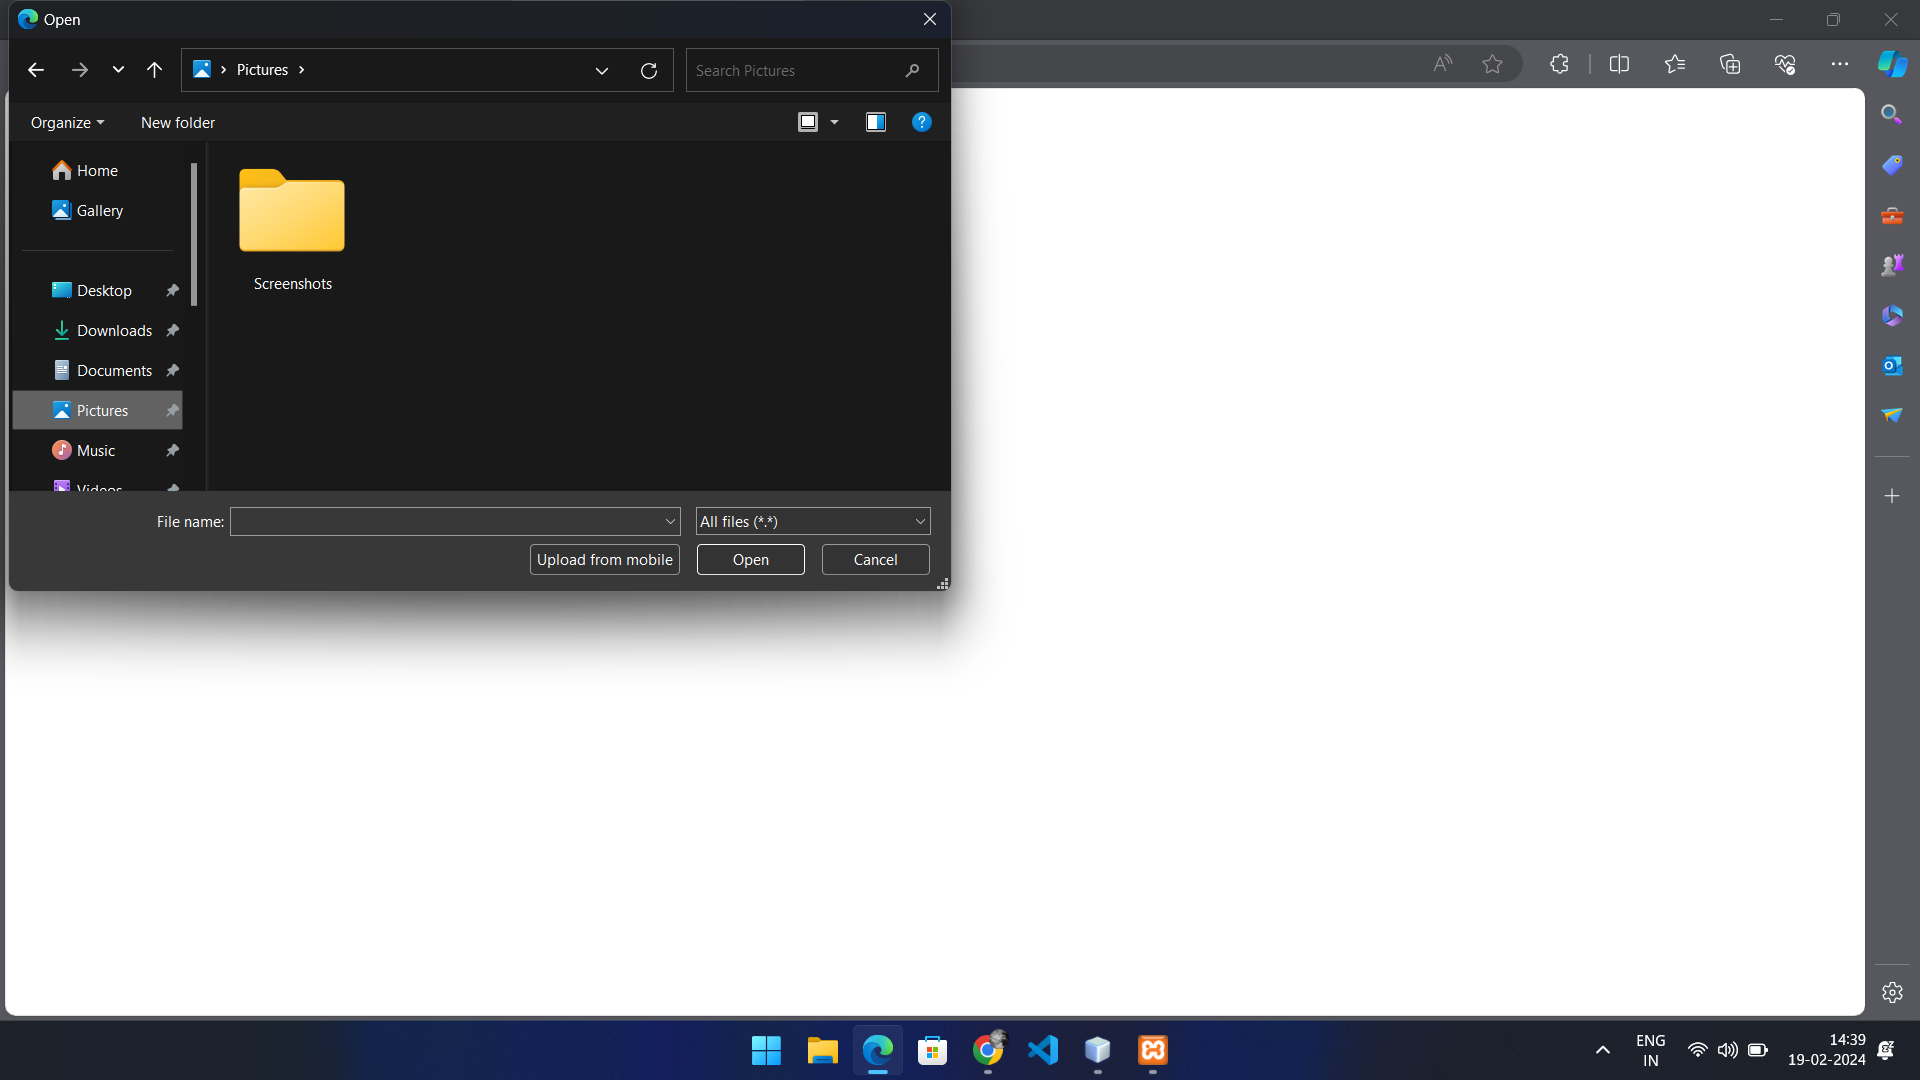 Open
Pictures
Search Pictures
Organize
New folder
Home
Gallery
Desktop
Downloads
Documents
Pictures
Music
Videos
Screenshots
File name:
All files (*.*)
Upload from mobile
Open
Cancel
ENG
IN
14:39
19-02-2024